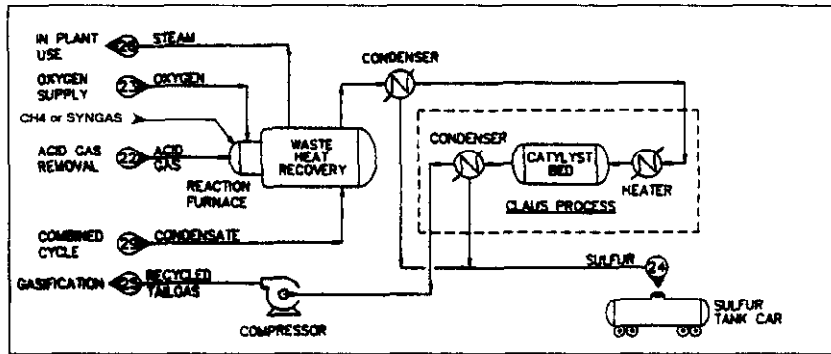 IN PLANT
USE
26
STEAM
OXYGEN
SUPPLY
23
OXYGEN
CH4 or SYNGAS
ACID GAS
REMOVAL
22
ACID
GAS
REACTION
FURNACE
WASTE
HEAT
RECOVERY
CONDENSER
CONDENSER
CATYLYST
BED
HEATER
CLAUS PROCESS
COMBINED
CYCLE
29
CONDENSATE
GASIFICATION
RECYCLED
TAILGAS
COMPRESSOR
SULFUR
24
SULFUR
TANK CAR